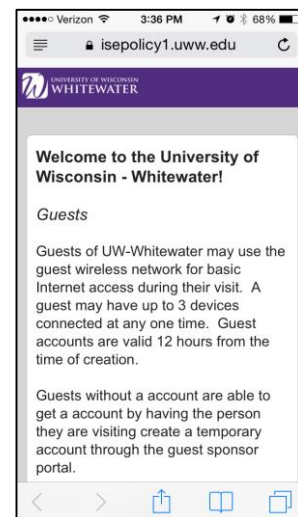 Verizon 3:36 PM 68%
isepolicy1.uww.edu
UNIVERSITY OF WISCONSIN
WHITEWATER
Welcome to the University of
Wisconsin - Whitewater!
Guests
Guests of UW-Whitewater may use the
guest wireless network for basic
Internet access during their visit. A
guest may have up to 3 devices
connected at any one time. Guest
accounts are valid 12 hours from the
time of creation.
Guests without a account are able to
get a account by having the person
they are visiting create a temporary
account through the guest sponsor
portal.